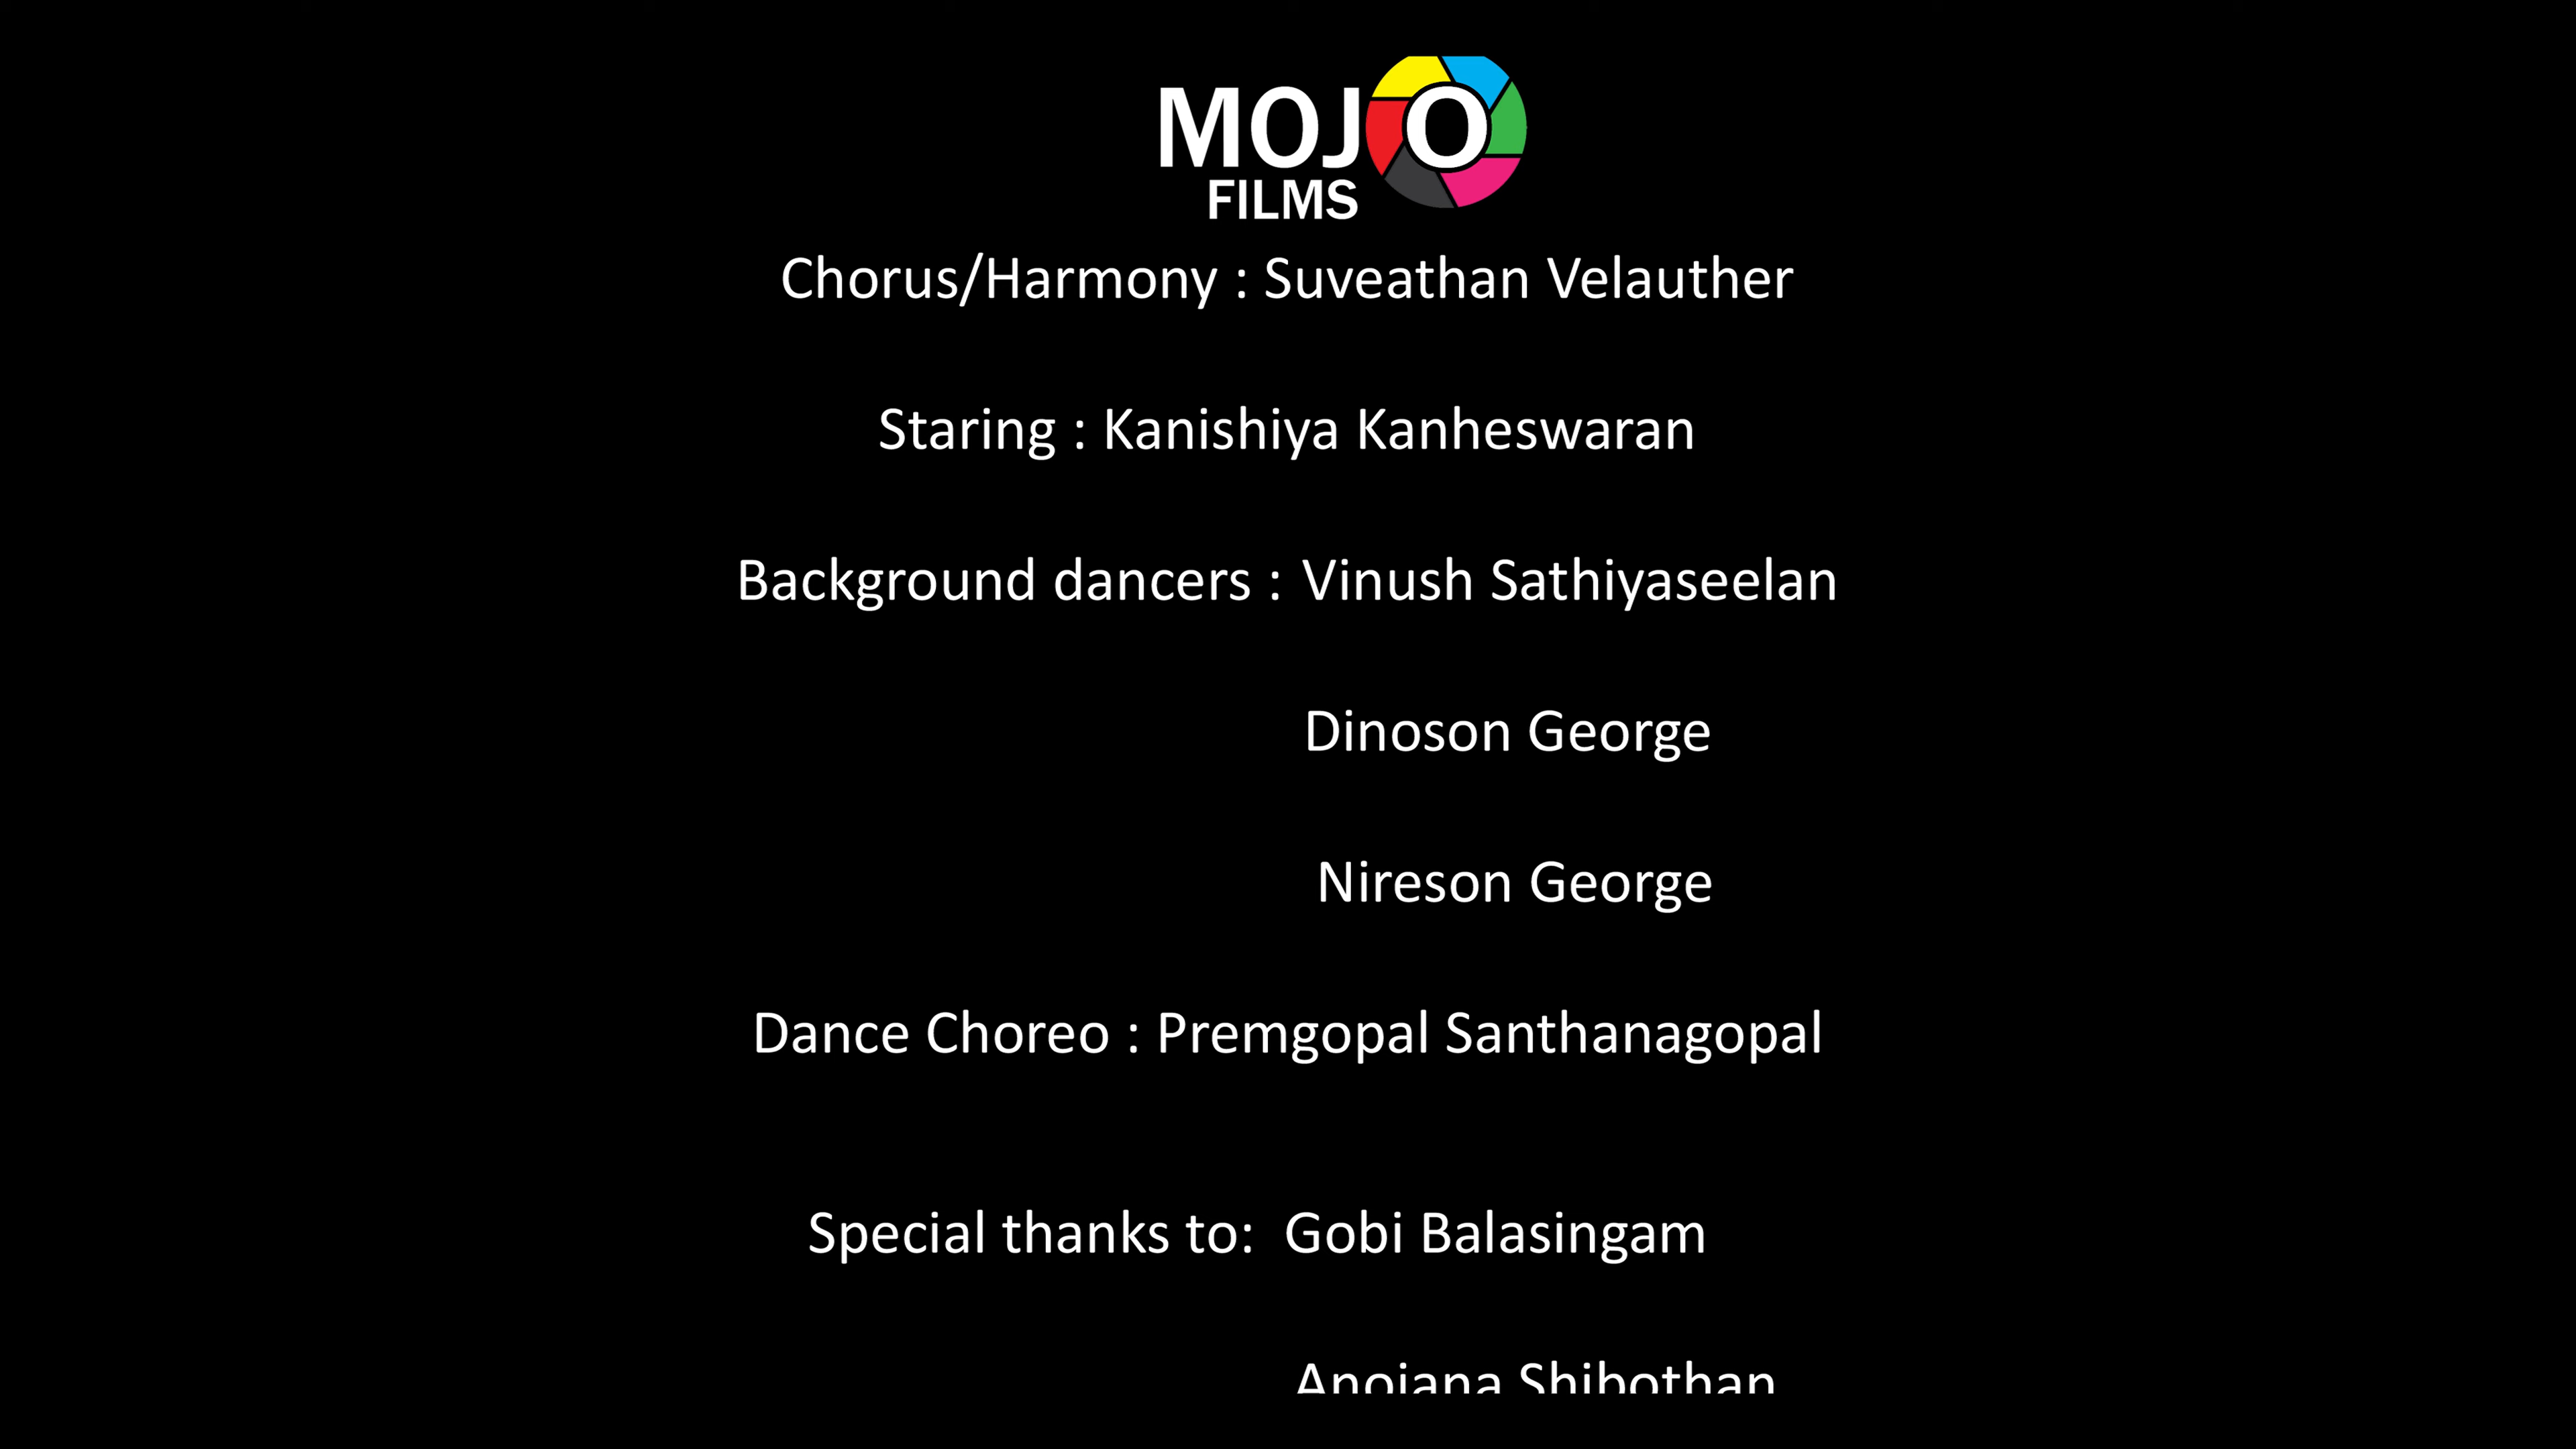 MOJO
FILMS
Chorus/Harmony : Suveathan Velauther
Staring : Kanishiya Kanheswaran
Background dancers : Vinush Sathiyaseelan
Dinoson George
Nireson George
Dance Choreo : Premgopal Santhanagopal
Special thanks to: Gobi Balasingam
Shibothan